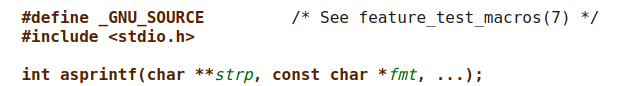 #define _GNU_SOURCE         /* See feature_test_macros(7) */
#include <stdio.h>
int asprintf(char **strp, const char *fmt, ...);